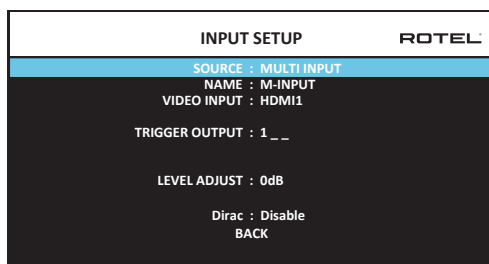 INPUT SETUP ROTEL
SOURCE : MULTI INPUT
NAME : M-INPUT
VIDEO INPUT : HDMI1
TRIGGER OUTPUT : 1 _ _
LEVEL ADJUST : 0dB
Dirac : Disable
BACK